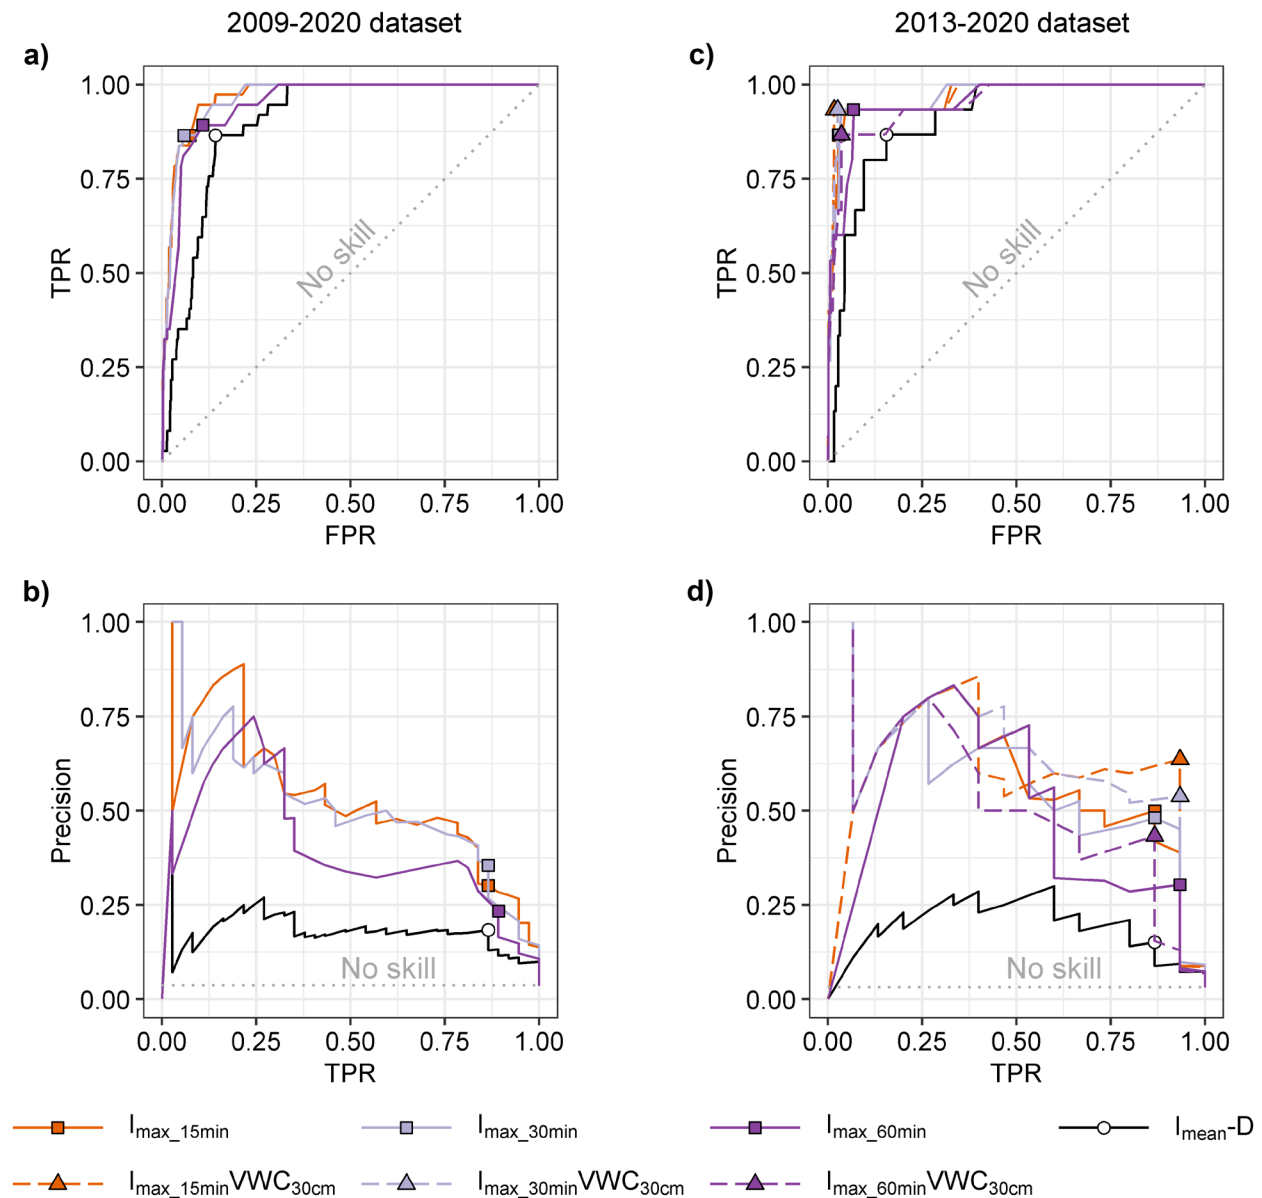 2009-2020 dataset
2013-2020 dataset
a)
1.00
0.75
0.50
0.25
0.00
TPR
No skill
0.00 0.25 0.50 0.75 1.00
FPR
c)
1.00
0.75
0.50
0.25
0.00
TPR
No skill
0.00 0.25 0.50 0.75 1.00
FPR
b)
1.00
0.75
0.50
0.25
0.00
Precision
No skill
0.00 0.25 0.50 0.75 1.00
TPR
d)
1.00
0.75
0.50
0.25
0.00
Precision
No skill
0.00 0.25 0.50 0.75 1.00
TPR
Imax_15min Imax_30min Imax_60min Imean-D
Imax_15minVWC30cm Imax_30minVWC30cm Imax_60minVWC30cm